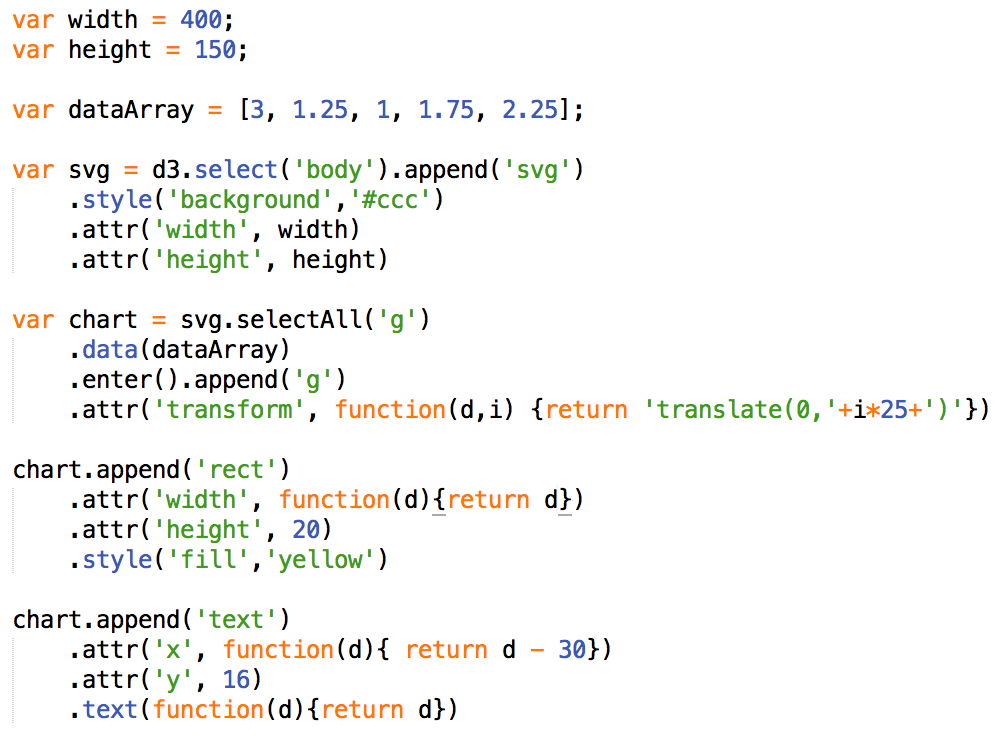 var width = 400;
var height = 150;
var dataArray = [3, 1.25, 1, 1.75, 2.25];
var svg = d3.select('body').append('svg')
.style('background','#ccc')
.attr('width', width)
.attr('height', height)
var chart = svg.selectAll('g')
.data(dataArray)
.enter().append('g')
.attr('transform', function(d,i) {return 'translate(0,'+i*25+')'})
chart.append('rect')
.attr('width', function(d){return d})
.attr('height', 20)
.style('fill','yellow')
chart.append('text')
.attr('x', function(d){ return d - 30})
.attr('y', 16)
.text(function(d){return d})